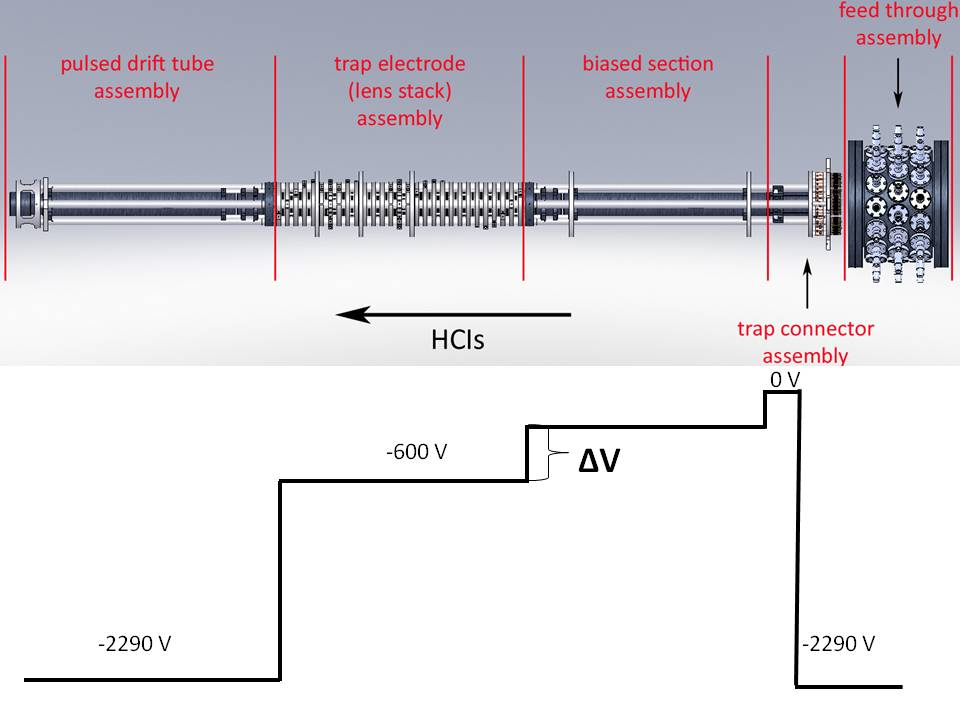 feed through
assembly
pulsed drift tube
assembly
trap electrode
(lens stack)
assembly
biased section
assembly
HCIs
trap connector
assembly
0 V
-600 V
ΔV
-2290 V
-2290 V